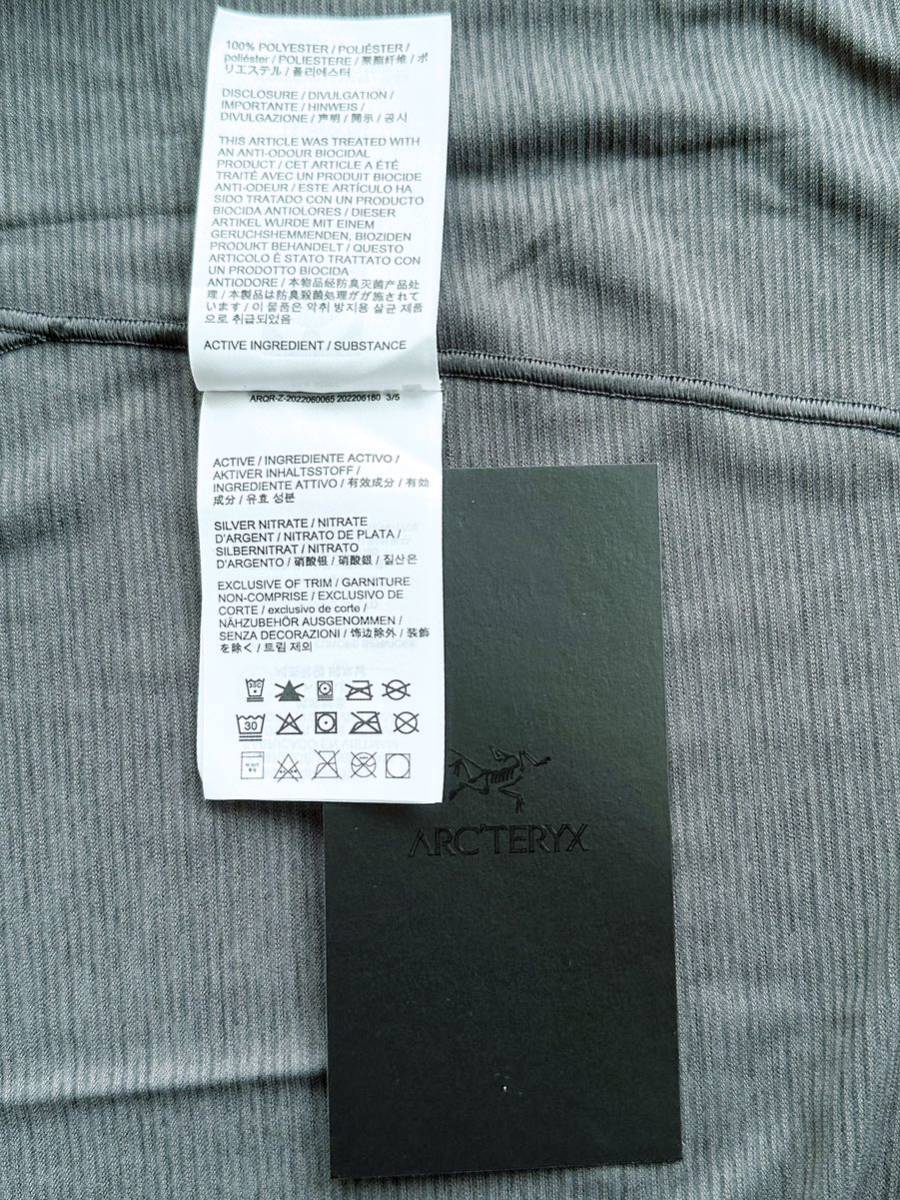 100% POLYESTER / POLIÉSTER /
poliéster / POLIESTERE / 聚酯纤维 / ポ
リエステル / 폴리에스터
DISCLOSURE / DIVULGATION /
IMPORTANTE / HINWEIS /
DIVULGAZIONE / 声明 / 開示 / 공시
THIS ARTICLE WAS TREATED WITH
AN ANTI-ODOUR BIOCIDAL
PRODUCT / CET ARTICLE A ÉTÉ
TRAITÉ AVEC UN PRODUIT BIOCIDE
ANTI-ODEUR / ESTE ARTÍCULO HA
SIDO TRATADO CON UN PRODUCTO
BIOCIDA ANTIOLORES / DIESER
ARTIKEL WURDE MIT EINEM
GERUCHSHEMMENDEN, BIOZIDEN
PRODUKT BEHANDELT / QUESTO
ARTICOLO È STATO TRATTATO CON
UN PRODOTTO BIOCIDA
ANTIODORE / 本物品经防臭灭菌产品处
理 / 本製品は防臭殺菌処理がが施されて
います / 이 물품은 악취 방지용 살균 제품
으로 취급되었음
ACTIVE INGREDIENT / SUBSTANCE
ARQR-Z-2022060065 202206180 3/5
ACTIVE / INGREDIENTE ACTIVO /
AKTIVER INHALTSSTOFF /
INGREDIENTE ATTIVO / 有效成分 / 有効
成分 / 유효 성분
SILVER NITRATE / NITRATE
D'ARGENT / NITRATO DE PLATA /
SILBERNITRAT / NITRATO
D'ARGENTO / 硝酸银 / 硝酸銀 / 질산은
EXCLUSIVE OF TRIM / GARNITURE
NON-COMPRISE / EXCLUSIVO DE
CORTE / exclusivo de corte /
NÄHZUBEHÖR AUSGENOMMEN /
SENZA DECORAZIONI / 饰边除外 / 装飾
を除く / 트림 제외
30
ARC'TERYX